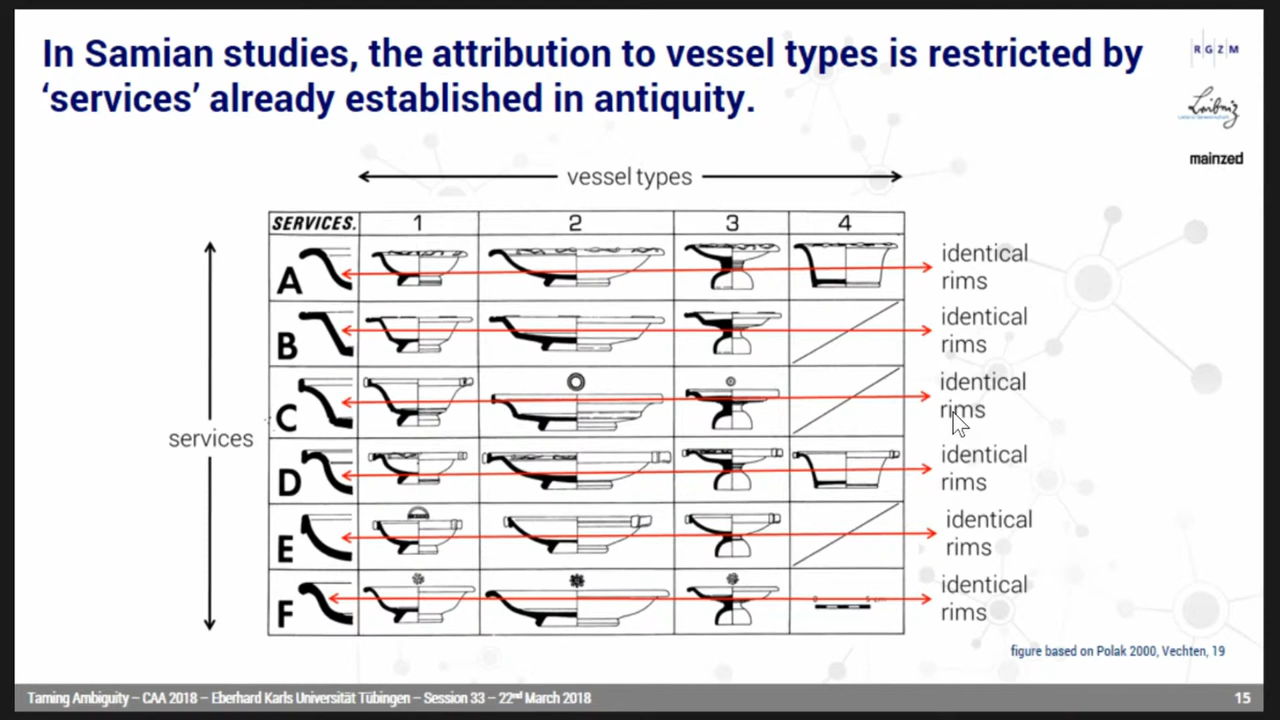 In Samian studies, the attribution to vessel types is restricted by
‘services’ already established in antiquity.
R G Z M
Leibniz
mainzed
vessel types
SERVICES. 1 2 3 4
A
identical
rims
B
identical
rims
C
identical
rims
services
D
identical
rims
E
identical
rims
F
identical
rims
figure based on Polak 2000, Vechten, 19
Taming Ambiguity – CAA 2018 – Eberhard Karls Universität Tübingen – Session 33 – 22nd March 2018
15